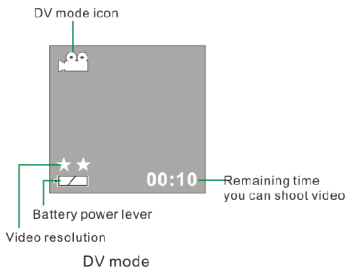 DV mode icon
00:10
Remaining time
you can shoot video
Battery power lever
Video resolution
DV mode